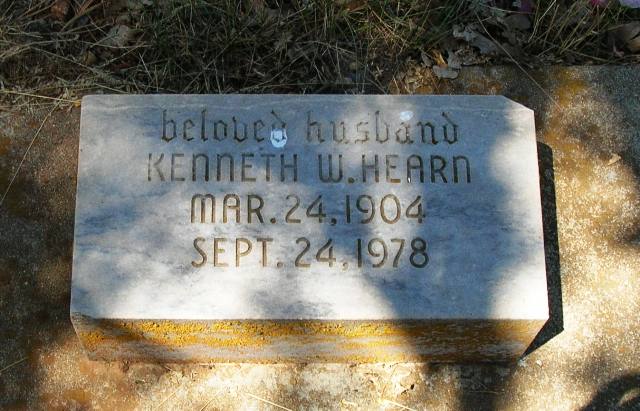 beloved husband
KENNETH W. HEARN
MAR. 24, 1904
SEPT. 24, 1978